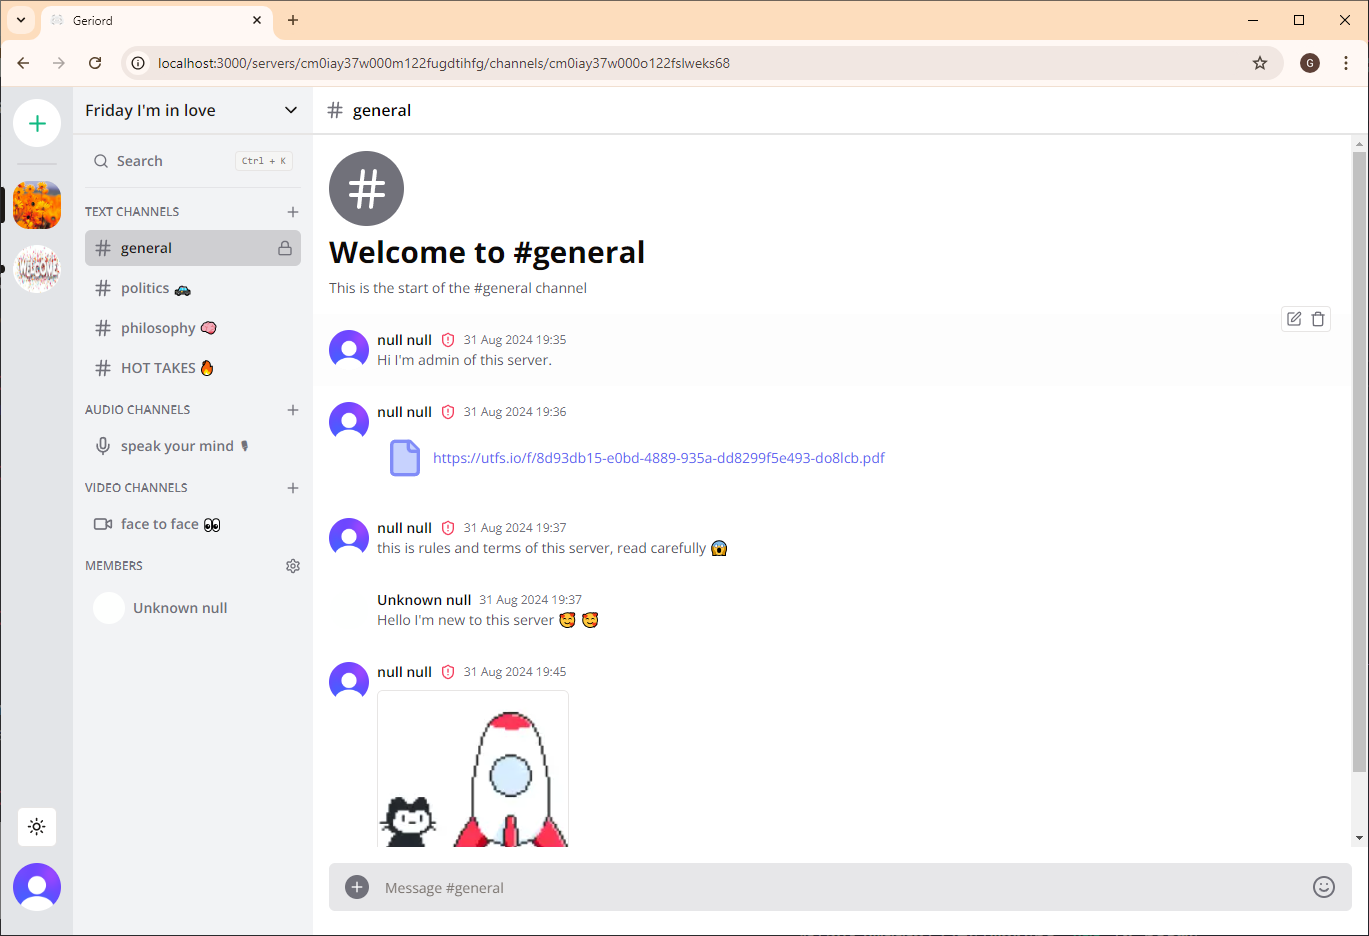 Geriord
localhost:3000/servers/cm0iay37w000m122fugdtihfg/channels/cm0iay37w000o122fslweks68
G
Friday I'm in love
# general
Search
Ctrl + K
TEXT CHANNELS
# general
# politics
# philosophy
# HOT TAKES
AUDIO CHANNELS
speak your mind
VIDEO CHANNELS
face to face
MEMBERS
Unknown null
WELCOME
#
Welcome to #general
This is the start of the #general channel
null null 31 Aug 2024 19:35
Hi I'm admin of this server.
null null 31 Aug 2024 19:36
https://utfs.io/f/8d93db15-e0bd-4889-935a-dd8299f5e493-do8lcb.pdf
null null 31 Aug 2024 19:37
this is rules and terms of this server, read carefully 😱
Unknown null 31 Aug 2024 19:37
Hello I'm new to this server 🥰 🥰
null null 31 Aug 2024 19:45
Message #general